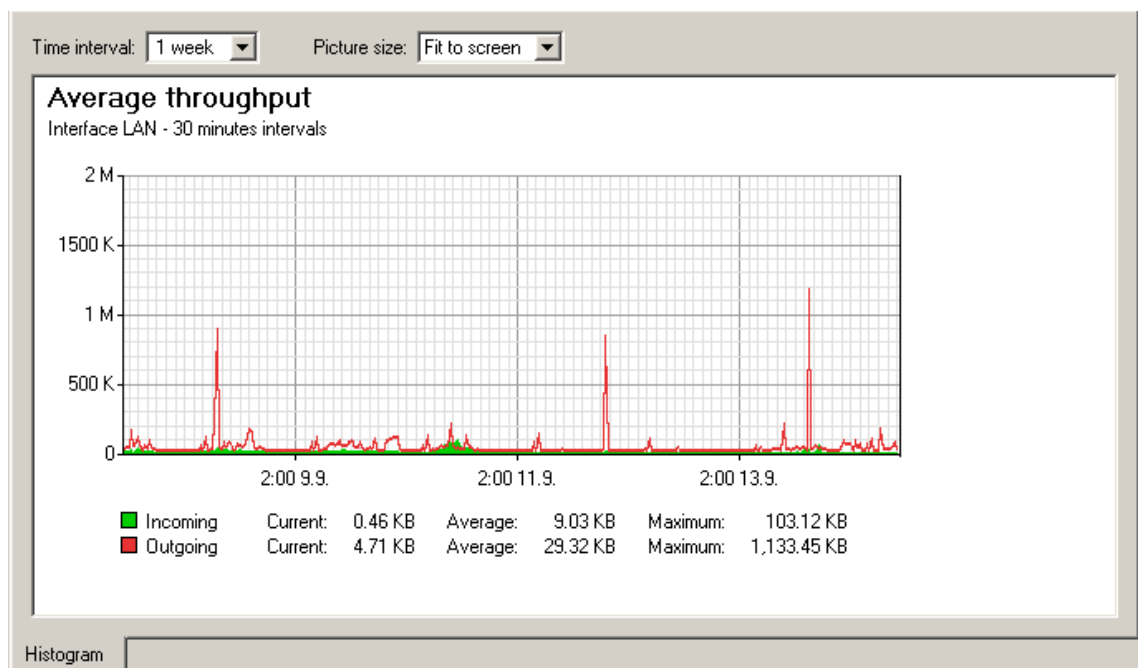 Time interval: 1 week Picture size: Fit to screen
Average throughput
Interface LAN - 30 minutes intervals
2 M
1500 K
1 M
500 K
0
2:00 9.9. 2:00 11.9. 2:00 13.9.
Incoming Current: 0.46 KB Average: 9.03 KB Maximum: 103.12 KB
Outgoing Current: 4.71 KB Average: 29.32 KB Maximum: 1,133.45 KB
Histogram